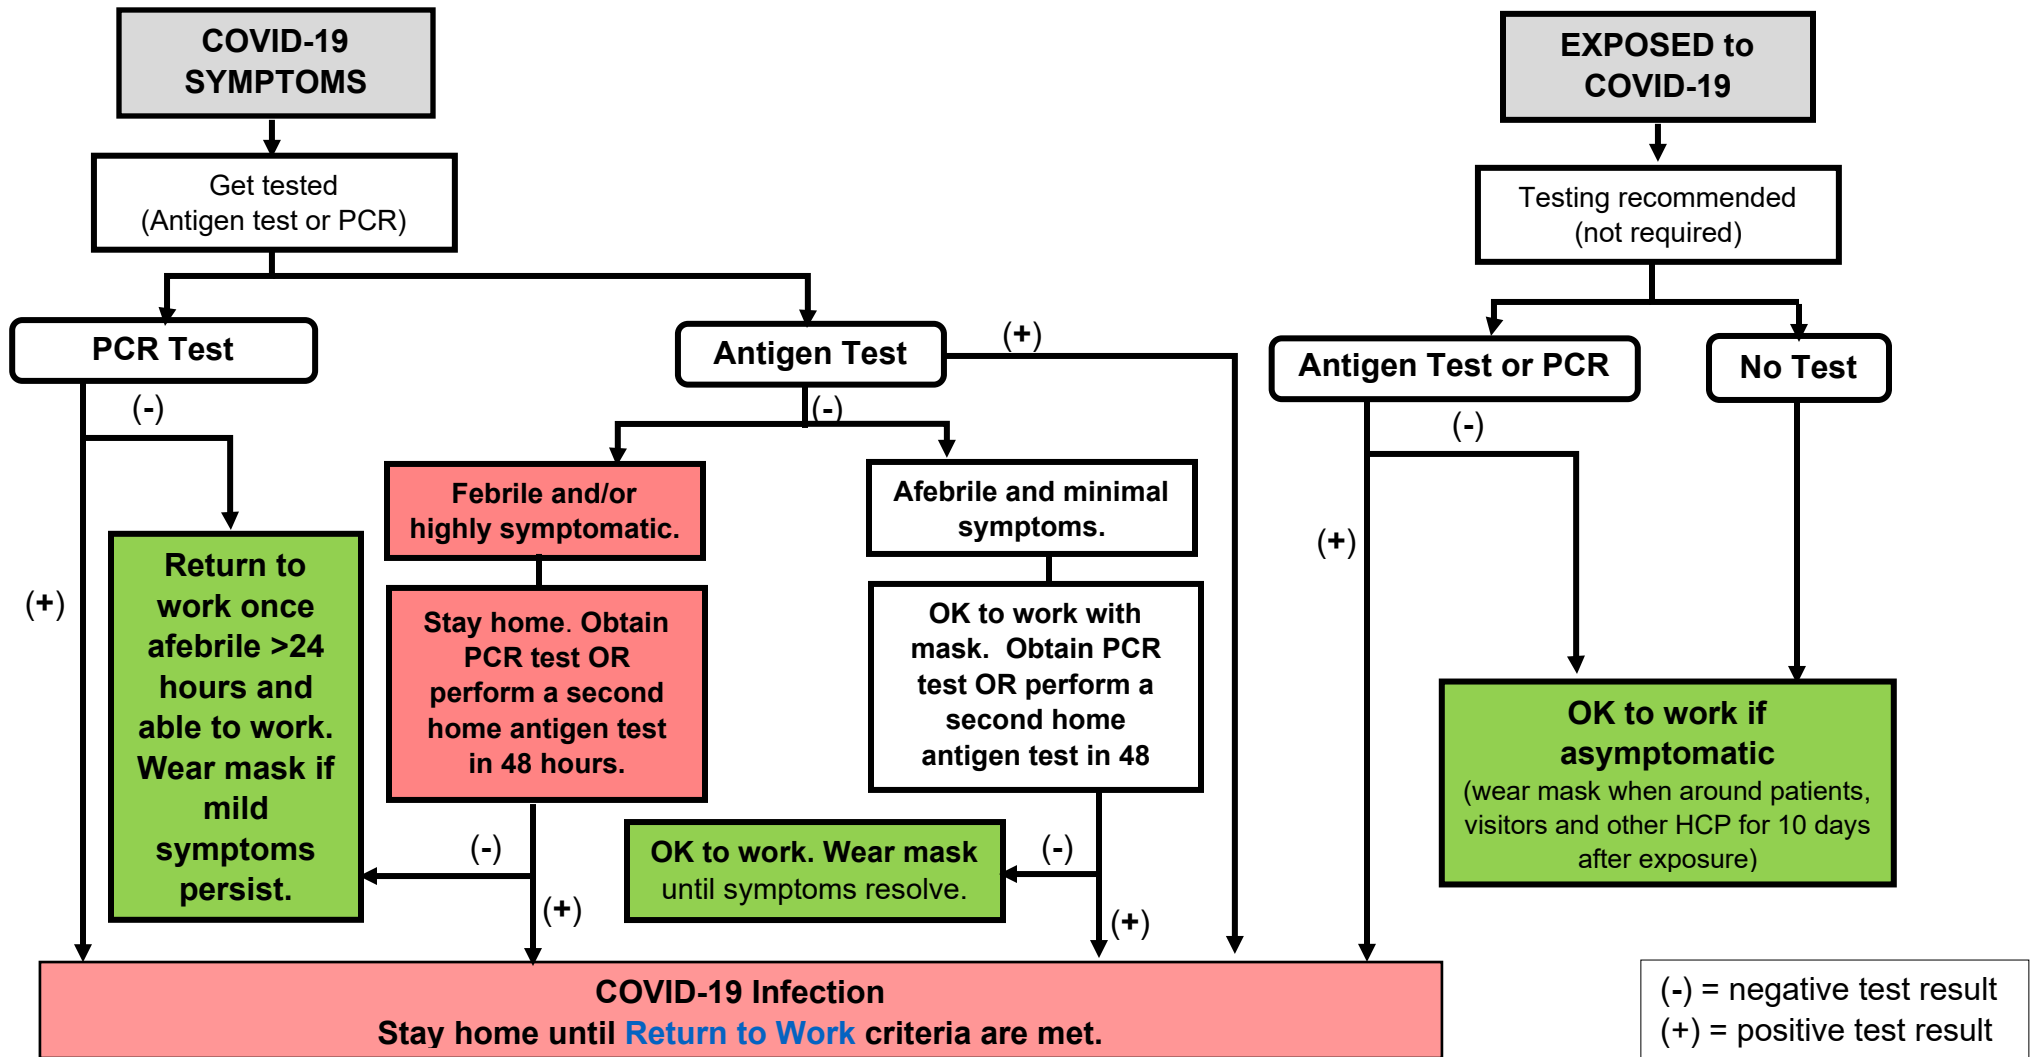 COVID-19
SYMPTOMS
Get tested
(Antigen test or PCR)
PCR Test
Antigen Test
(+)
(-)
(-)
(+)
Return to
work once
afebrile >24
hours and
able to work.
Wear mask if
mild
symptoms
persist.
Febrile and/or
highly symptomatic.
Stay home. Obtain
PCR test OR
perform a second
home antigen test
in 48 hours.
(-)
(+)
Afebrile and minimal
symptoms.
OK to work with
mask. Obtain PCR
test OR perform a
second home
antigen test in 48
(-)
(+)
OK to work. Wear mask
until symptoms resolve.
EXPOSED to
COVID-19
Testing recommended
(not required)
Antigen Test or PCR
No Test
(-)
(+)
OK to work if
asymptomatic
(wear mask when around patients,
visitors and other HCP for 10 days
after exposure)
COVID-19 Infection
Stay home until Return to Work criteria are met.
(-) = negative test result
(+) = positive test result